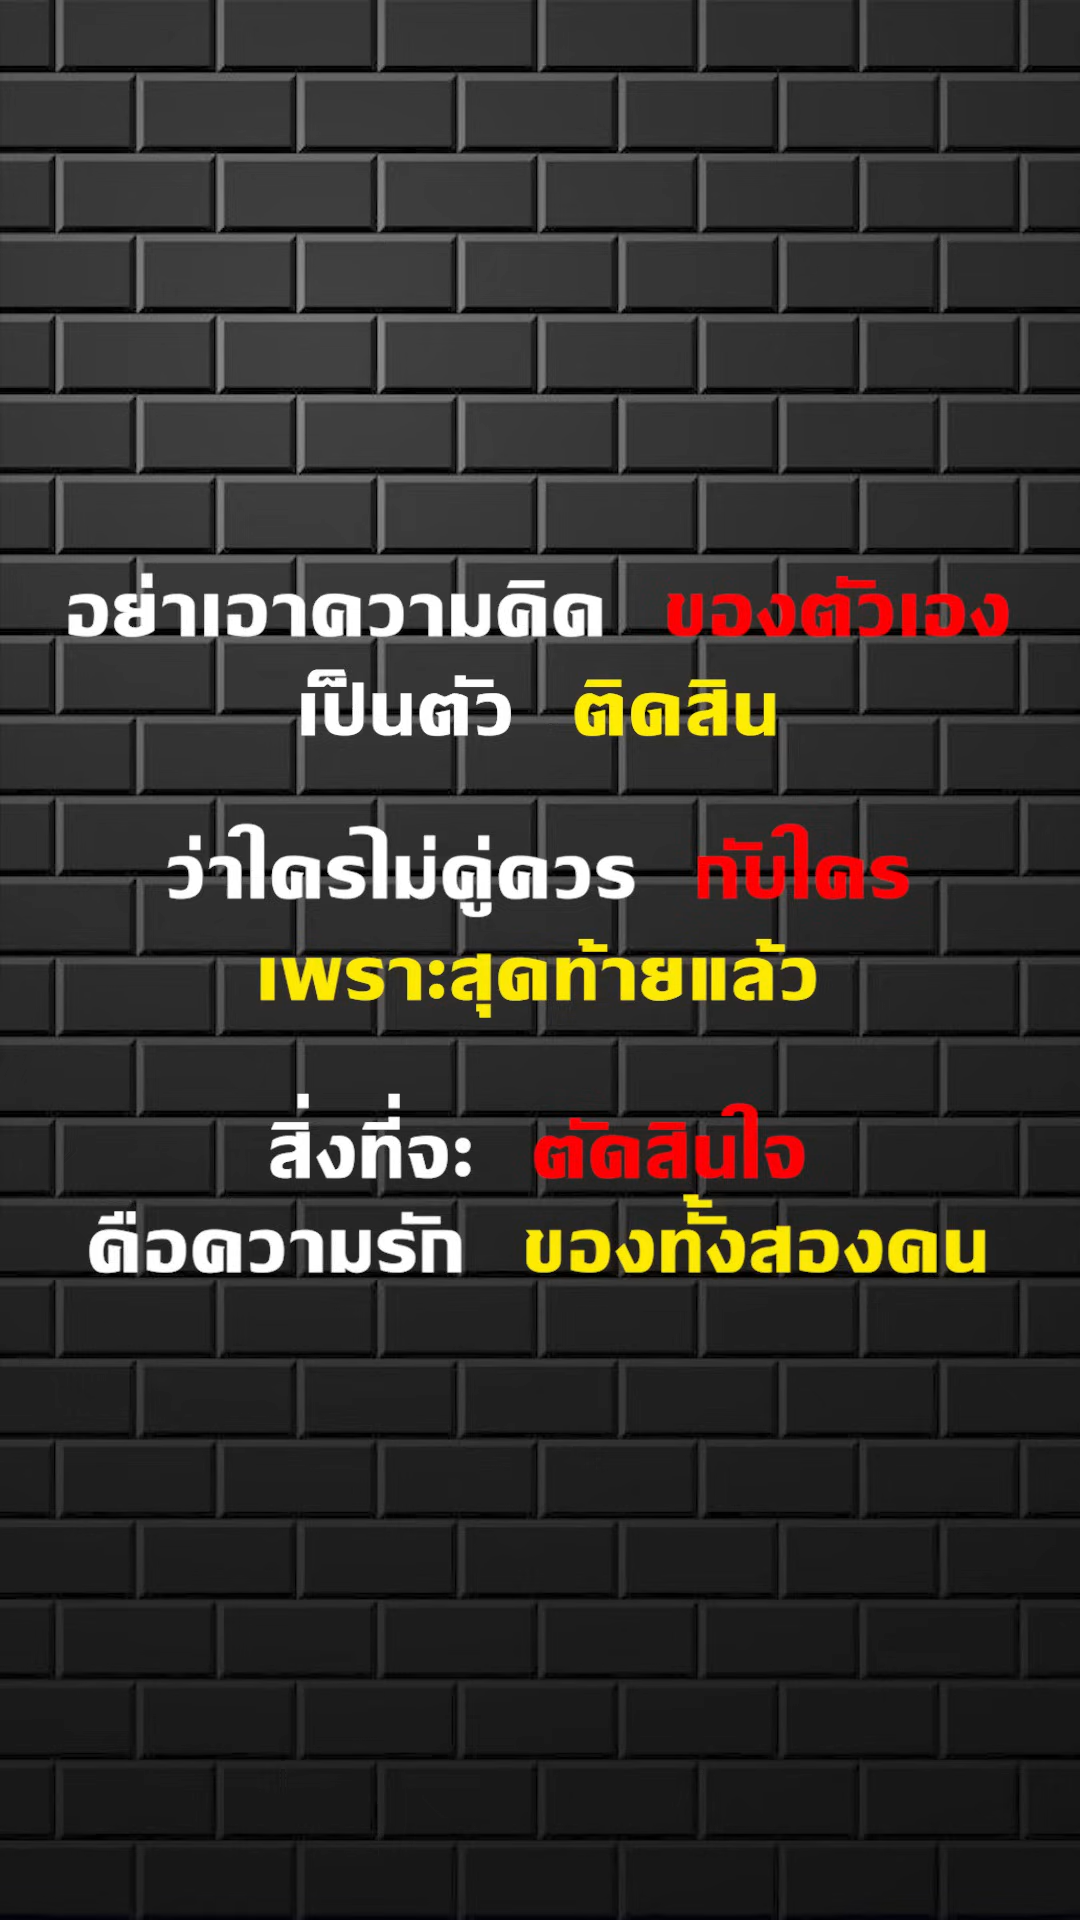 อย่าเอาความคิด ของตัวเอง
เป็นตัว ติดสิน
ว่าใครไม่คู่ควร กับใคร
เพราะสุดท้ายแล้ว
สิ่งที่จะ ตัดสินใจ
คือความรัก ของทั้งสองคน